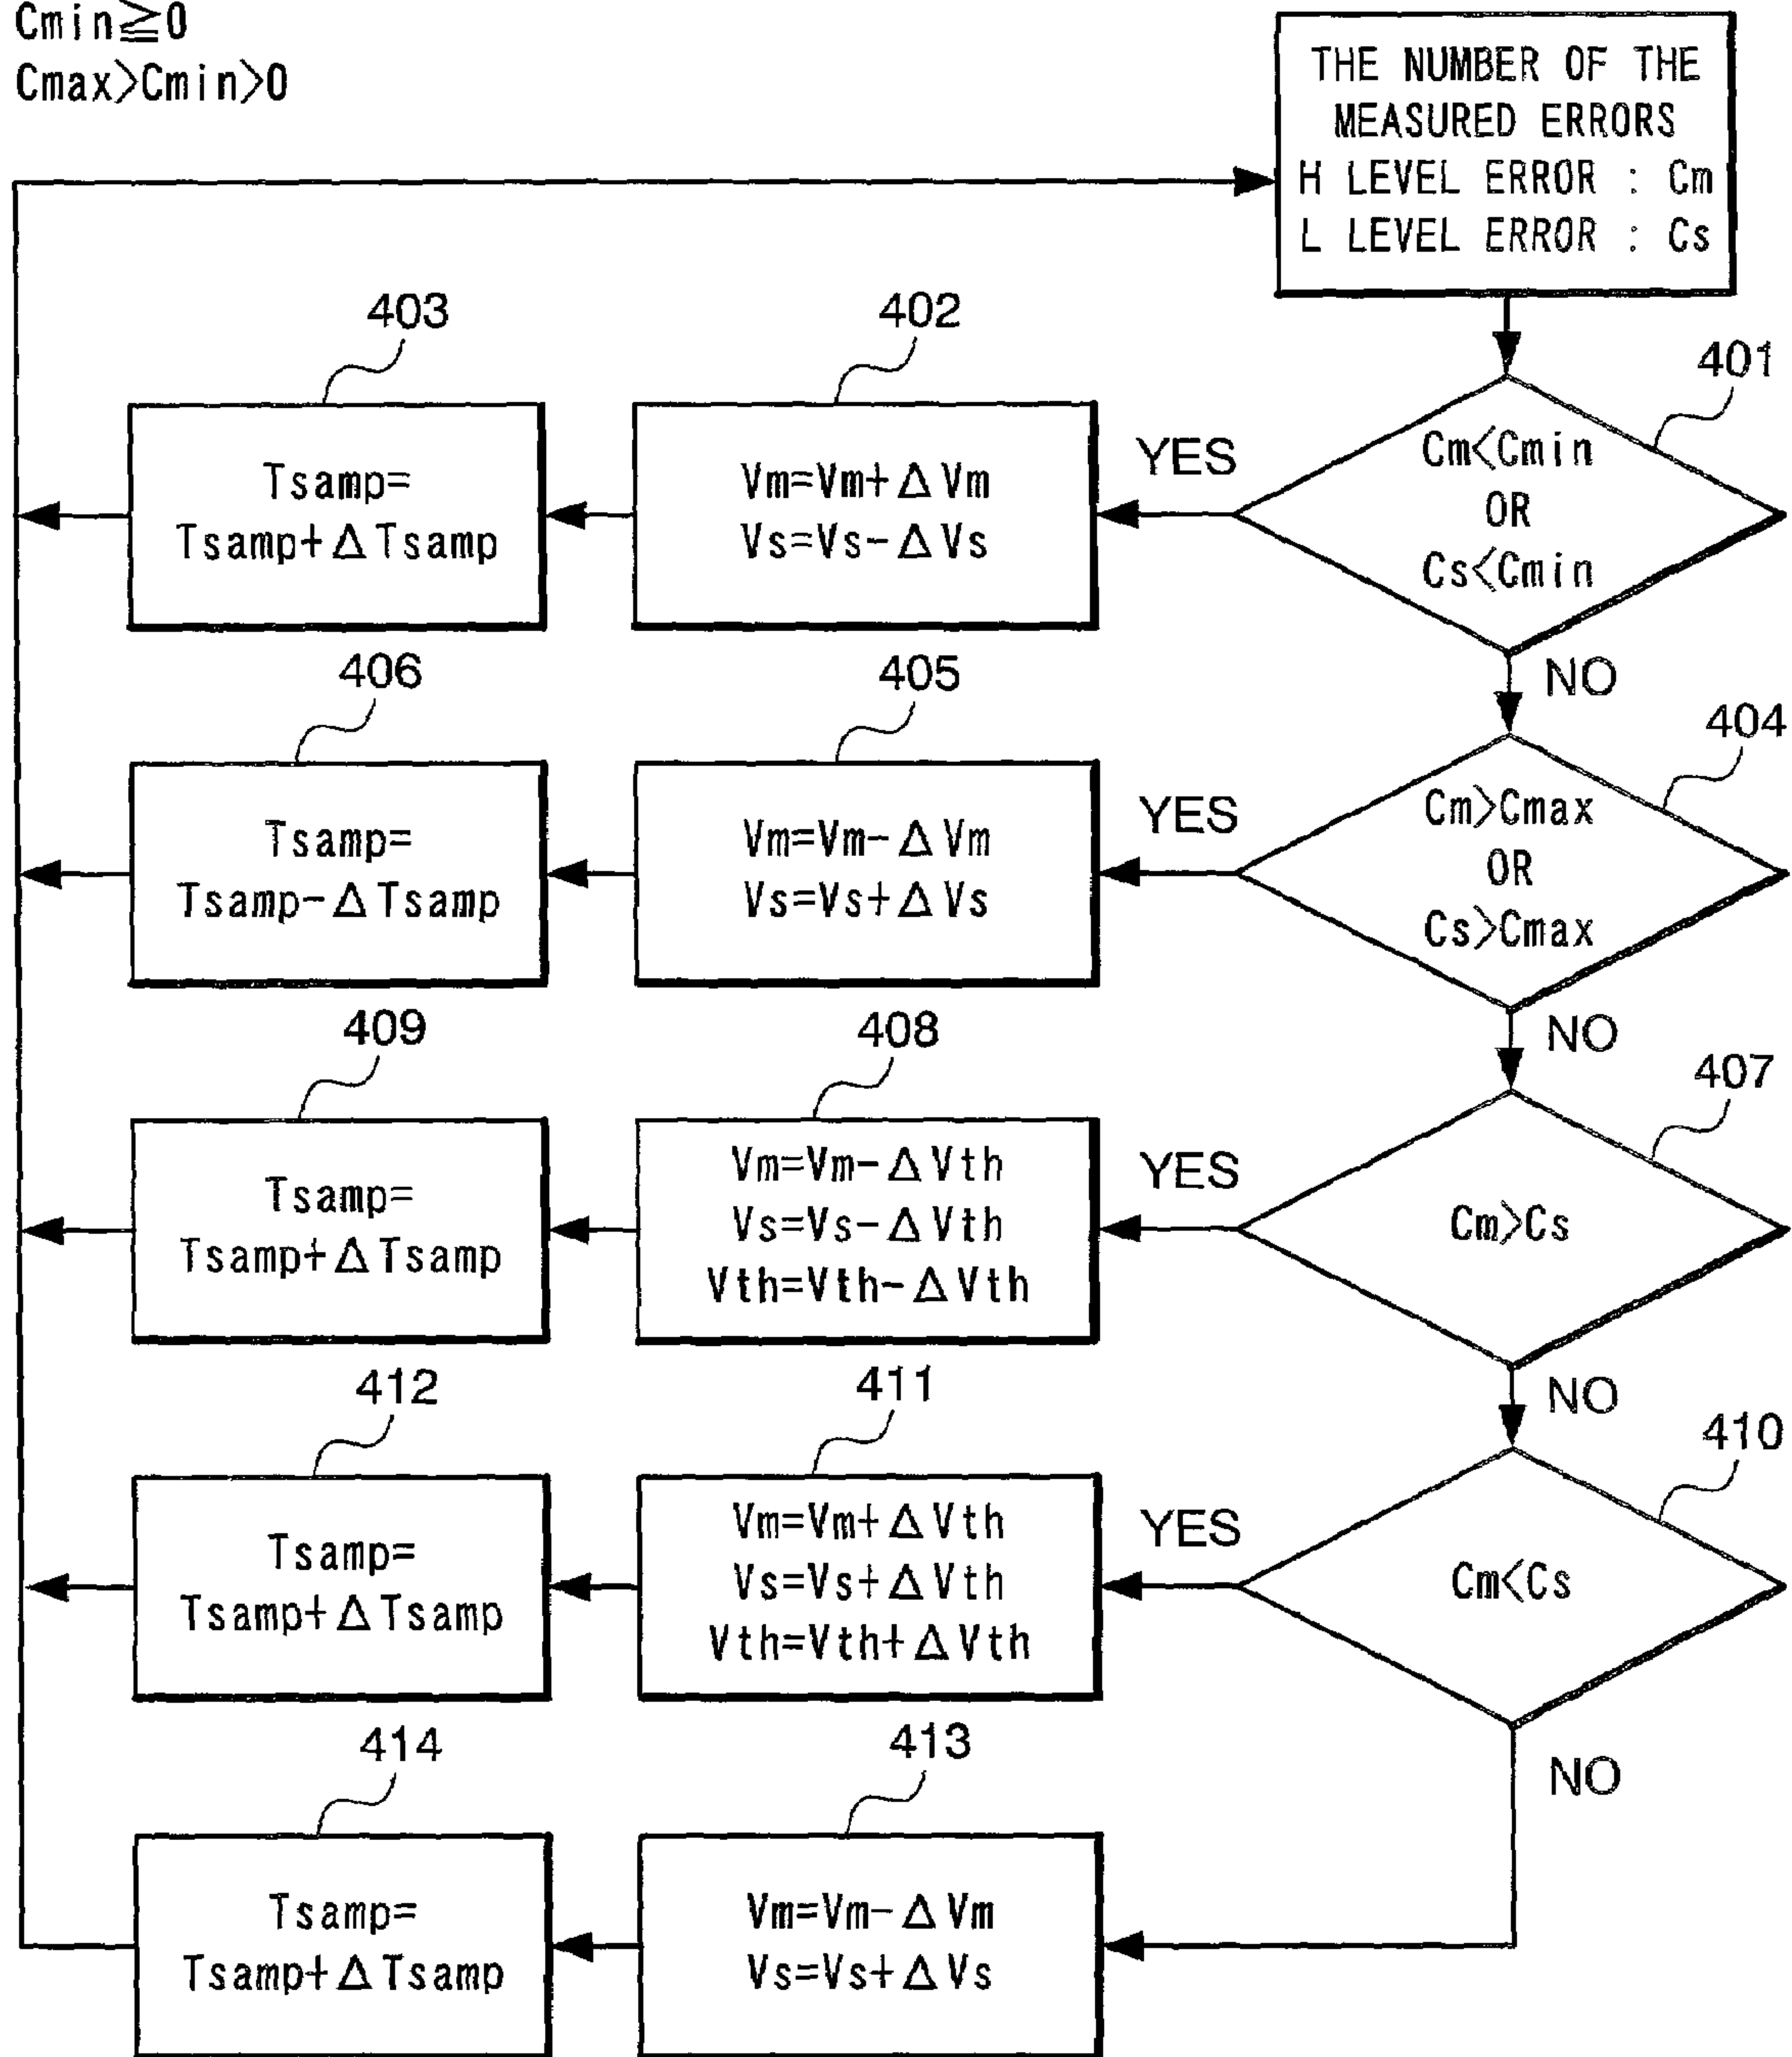 Cmin≧0
Cmax>Cmin>0
THE NUMBER OF THE
MEASURED ERRORS
H LEVEL ERROR : Cm
L LEVEL ERROR : Cs
403
402
401
Tsamp=
Tsamp+ΔTsamp
Vm=Vm+ΔVm
Vs=Vs-ΔVs
YES
Cm<Cmin
OR
Cs<Cmin
NO
406
405
404
Tsamp=
Tsamp-ΔTsamp
Vm=Vm-ΔVm
Vs=Vs+ΔVs
YES
Cm>Cmax
OR
Cs>Cmax
NO
409
408
407
Tsamp=
Tsamp+ΔTsamp
Vm=Vm-ΔVth
Vs=Vs-ΔVth
Vth=Vth-ΔVth
YES
Cm>Cs
NO
412
411
410
Tsamp=
Tsamp+ΔTsamp
Vm=Vm+ΔVth
Vs=Vs+ΔVth
Vth=Vth+ΔVth
YES
Cm<Cs
NO
414
413
Tsamp=
Tsamp+ΔTsamp
Vm=Vm-ΔVm
Vs=Vs+ΔVs